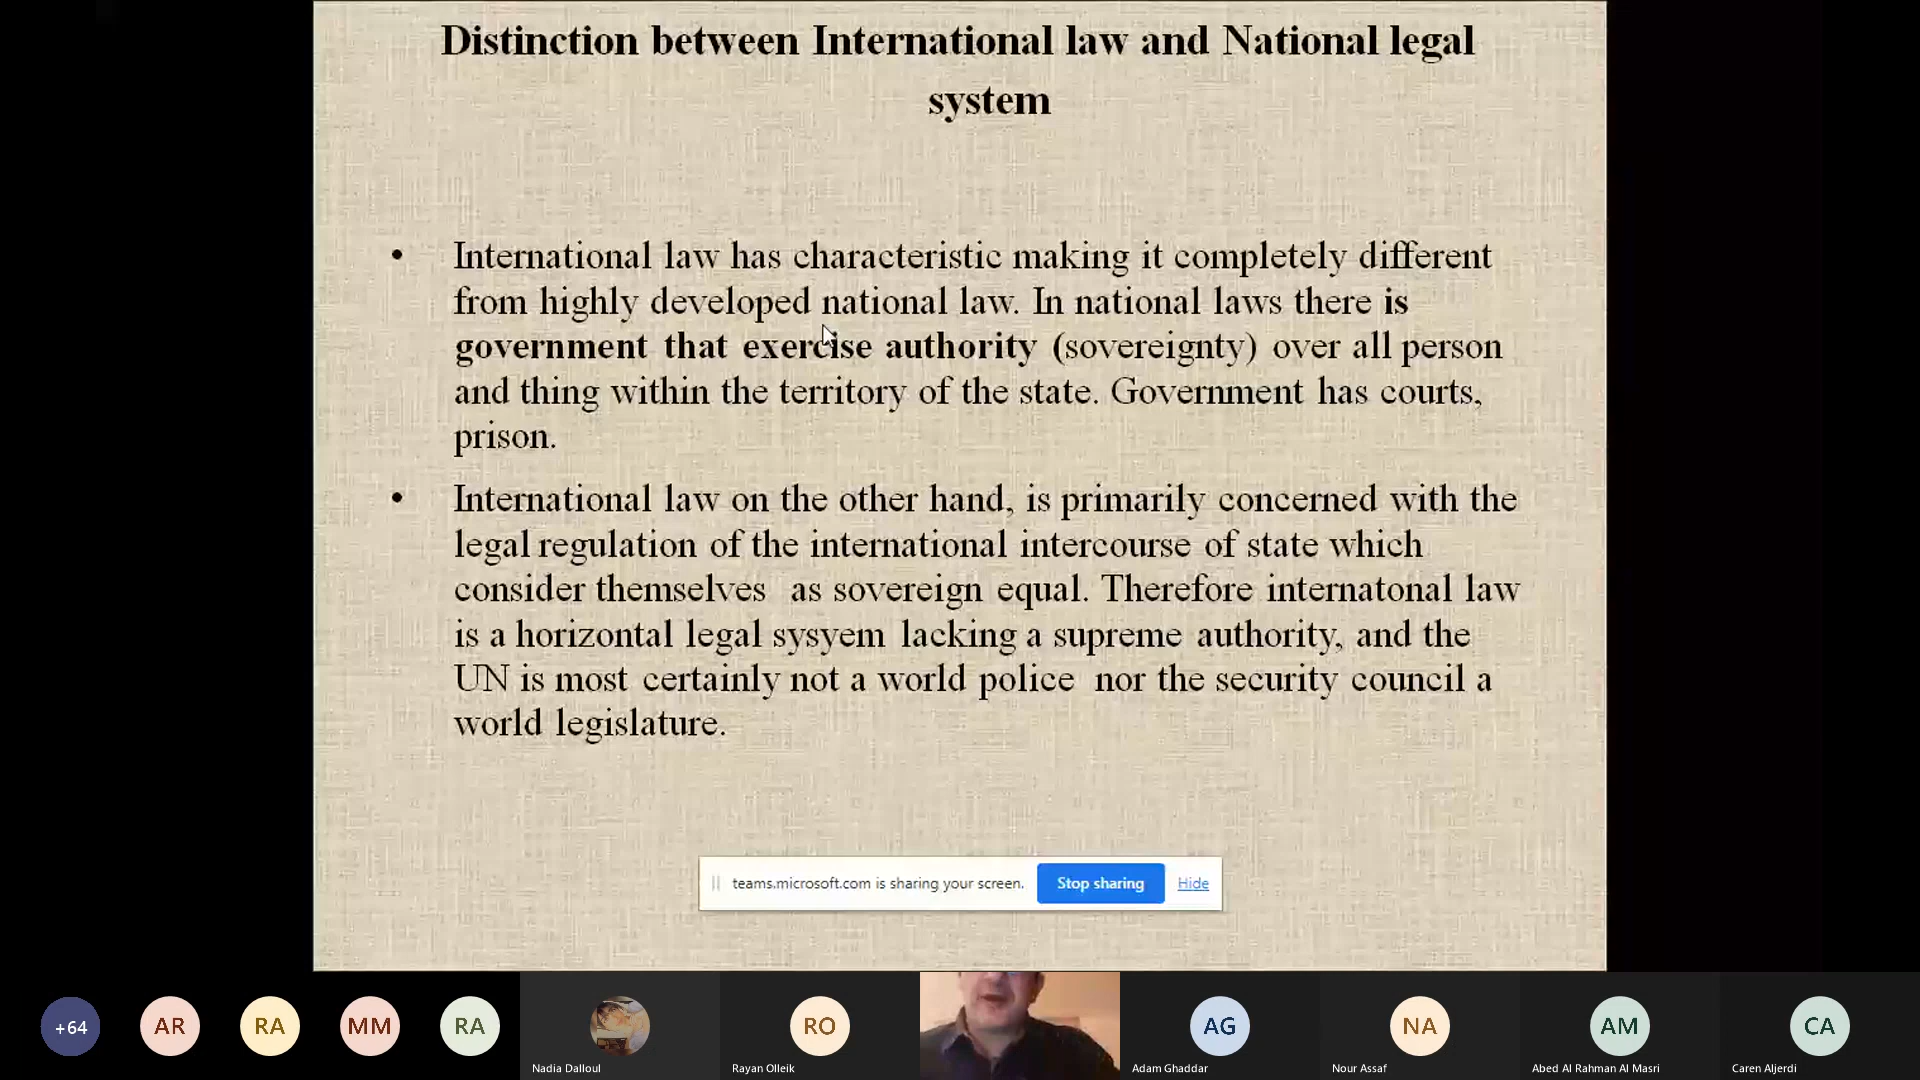 Distinction between International law and National legal
system
• International law has characteristic making it completely different
from highly developed national law. In national laws there is
government that exercise authority (sovereignty) over all person
and thing within the territory of the state. Government has courts,
prison.
• International law on the other hand, is primarily concerned with the
legal regulation of the international intercourse of state which
consider themselves as sovereign equal. Therefore internatonal law
is a horizontal legal sysyem lacking a supreme authority, and the
UN is most certainly not a world police nor the security council a
world legislature.
teams.microsoft.com is sharing your screen. Stop sharing Hide
+64 AR RA MM RA RO AG NA AM CA
Nadia Dalloul Rayan Olleik Adam Ghaddar Nour Assaf Abed Al Rahman Al Masri Caren Aljerdi